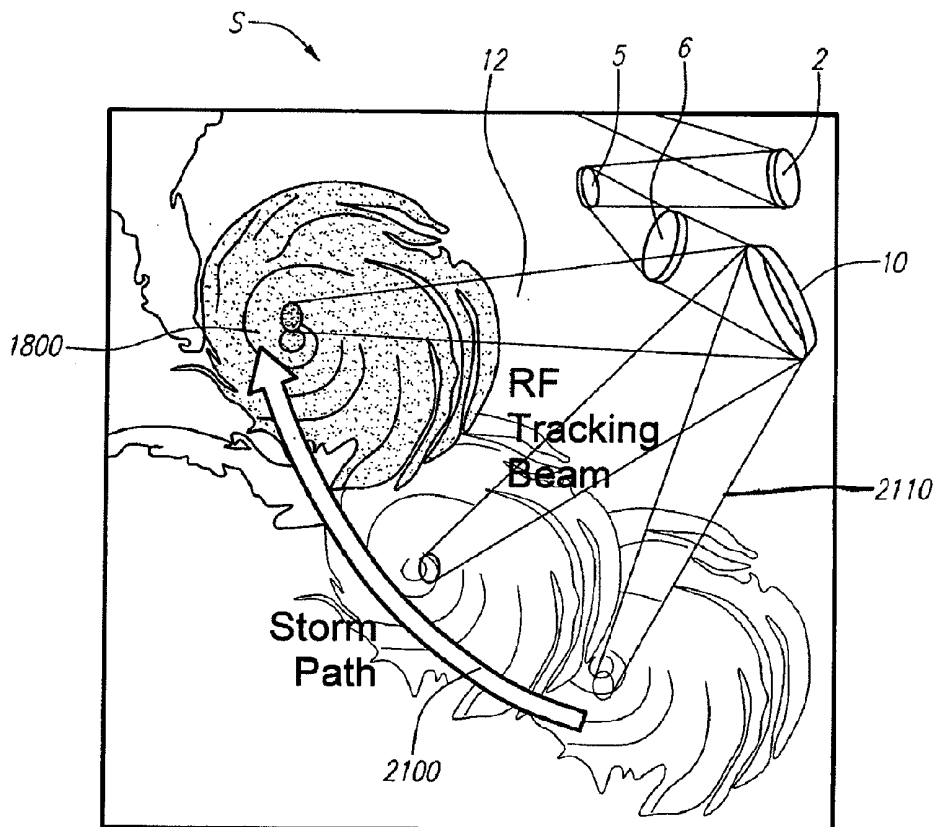 S
5
6
2
12
10
1800
RF
Tracking
Beam
2110
Storm
Path
2100